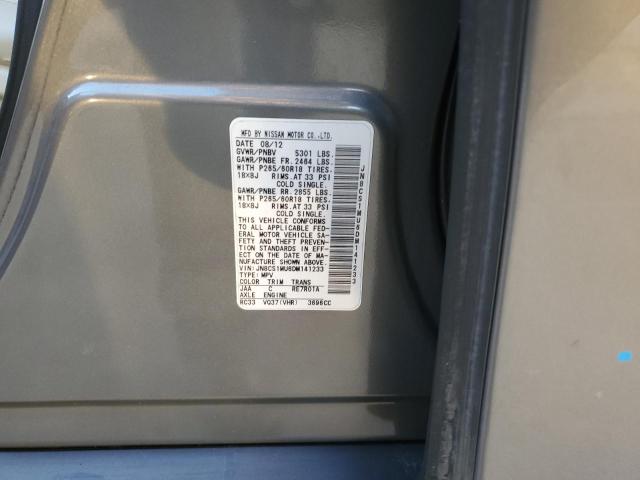 MFD BY NISSAN MOTOR CO.,LTD.
DATE 08/12
GVWR/PNBV 5301 LBS.
GAWR/PNBE FR. 2464 LBS.
WITH P265/60R18 TIRES.
18X8J RIMS. AT 33 PSI
COLD SINGLE.
GAWR/PNBE RR. 2855 LBS.
WITH P265/60R18 TIRES.
18X8J RIMS. AT 33 PSI
COLD SINGLE.
THIS VEHICLE CONFORMS
TO ALL APPLICABLE FED-
ERAL MOTOR VEHICLE SA-
FETY AND THEFT PREVEN-
TION STANDARDS IN EFF-
ECT ON THE DATE OF MA-
NUFACTURE SHOWN ABOVE.
VIN:JN8CS1MU6DM141233
TYPE:MPV
COLOR TRIM TRANS
JAA C RE7R01A
AXLE ENGINE
RC33 VQ37(VHR) 3696CC
JN8CS1MU6DM141233